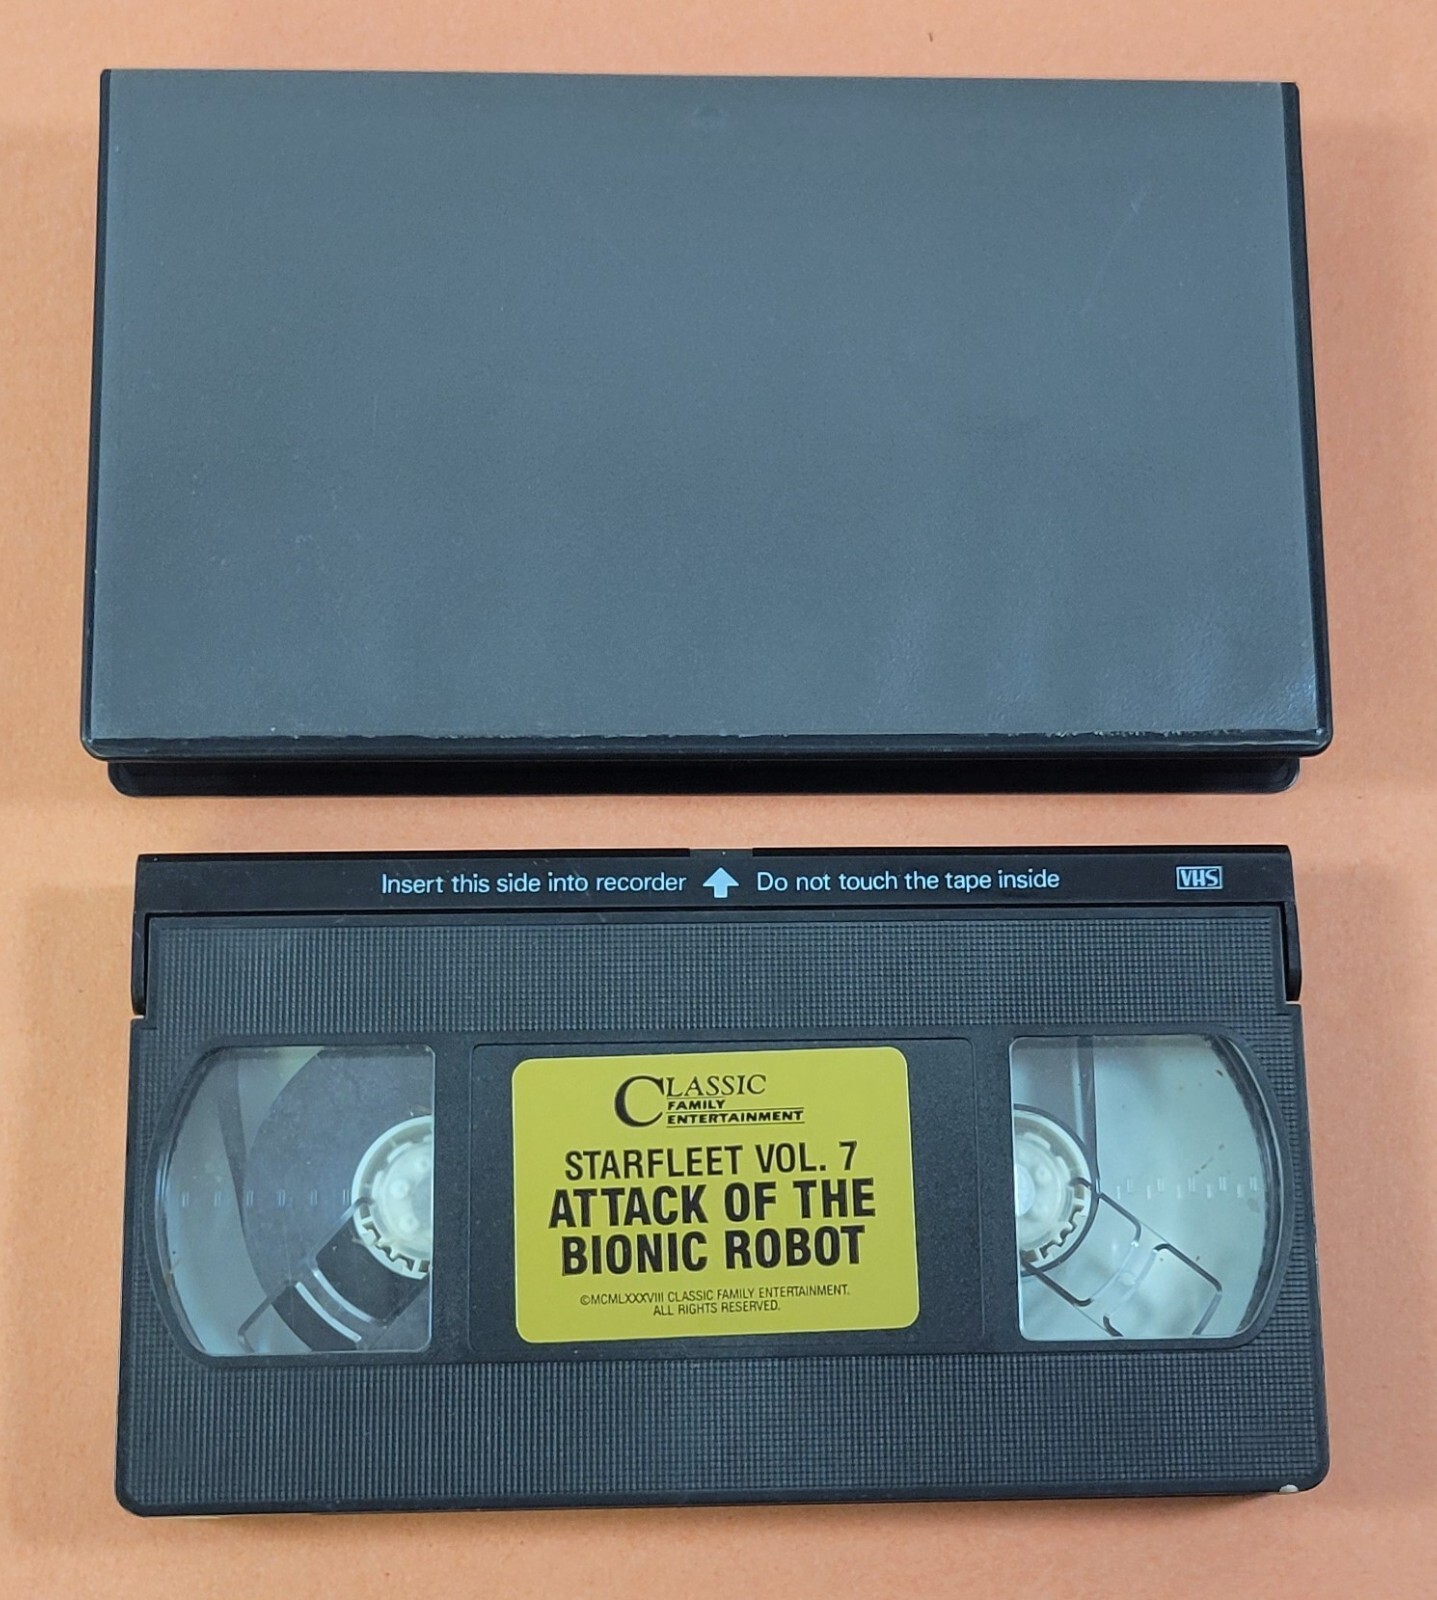 Insert this side into recorder Do not touch the tape inside VHS
CLASSIC
FAMILY
ENTERTAINMENT
STARFLEET VOL. 7
ATTACK OF THE
BIONIC ROBOT
©MCMLXXXVIII CLASSIC FAMILY ENTERTAINMENT.
ALL RIGHTS RESERVED.